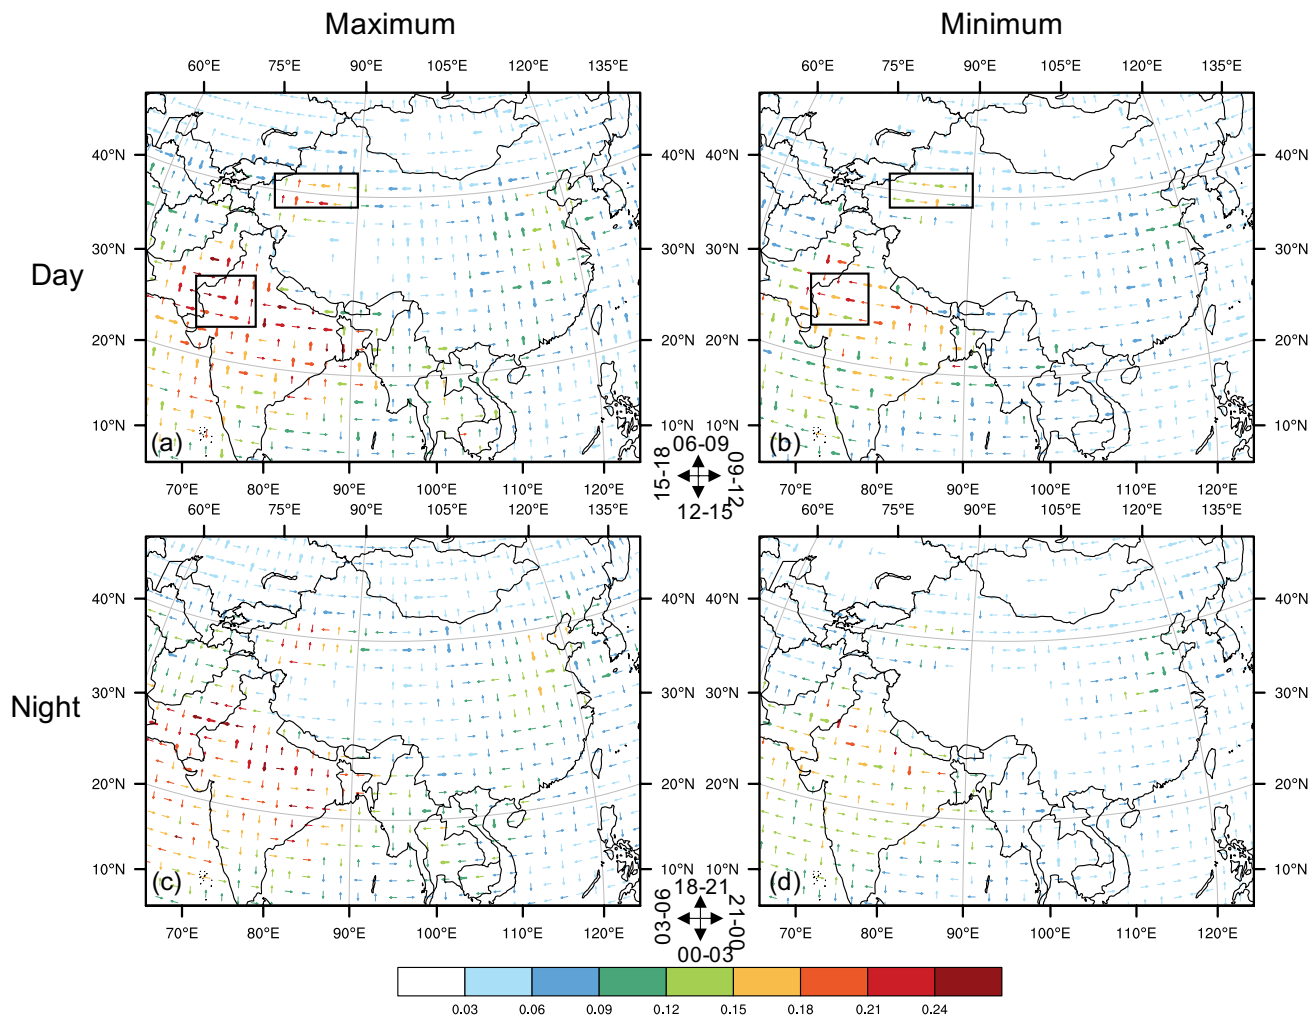 Maximum Minimum
60°E 75°E 90°E 105°E 120°E 135°E 60°E 75°E 90°E 105°E 120°E 135°E
40°N 40°N 40°N 40°N
30°N 30°N 30°N 30°N
Day
20°N 20°N 20°N 20°N
10°N 10°N 10°N 10°N
(a) (b)
06-09
15-18 09-12
12-15
70°E 80°E 90°E 100°E 110°E 120°E 70°E 80°E 90°E 100°E 110°E 120°E
60°E 75°E 90°E 105°E 120°E 135°E 60°E 75°E 90°E 105°E 120°E 135°E
40°N 40°N 40°N 40°N
30°N 30°N 30°N 30°N
Night
20°N 20°N 20°N 20°N
10°N 10°N 10°N 10°N
(c) (d)
18-21
03-06 21-00
00-03
70°E 80°E 90°E 100°E 110°E 120°E 70°E 80°E 90°E 100°E 110°E 120°E
0.03 0.06 0.09 0.12 0.15 0.18 0.21 0.24